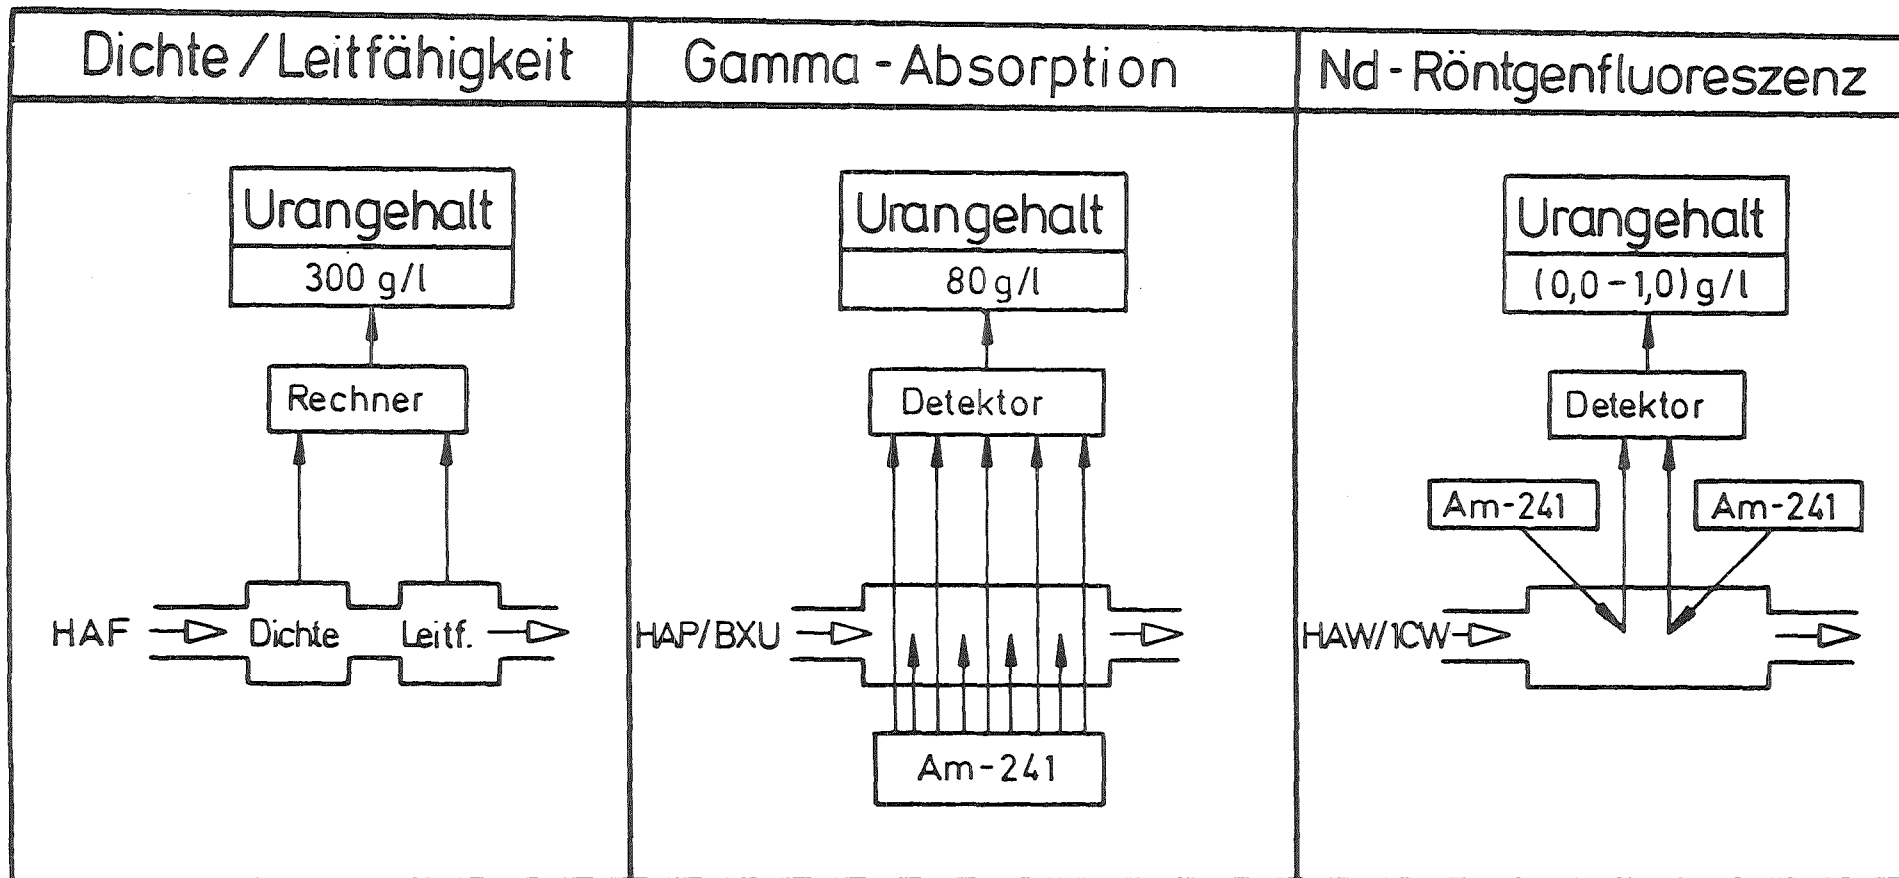 Dichte / Leitfähigkeit
Urangehalt
300 g/l
Rechner
HAF
Dichte
Leitf.
Gamma - Absorption
Urangehalt
80 g/l
Detektor
HAP/BXU
Am-241
Nd - Röntgenfluoreszenz
Urangehalt
(0,0 - 1,0) g/l
Detektor
Am-241
Am-241
HAW/1CW